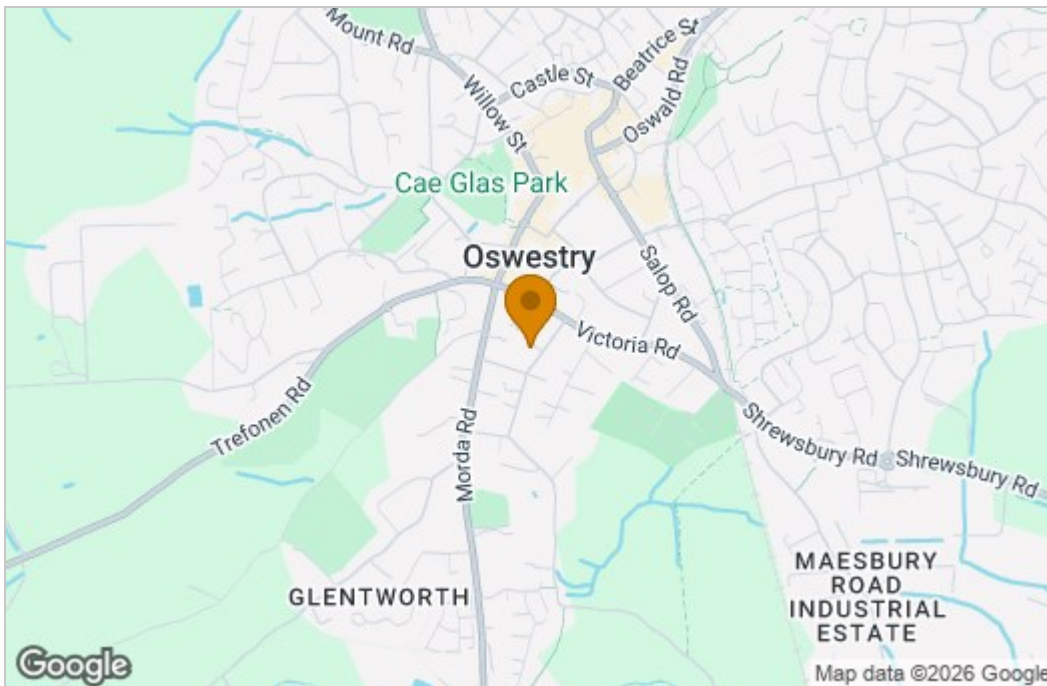 Mount Rd
Willow St
Castle St
Beatrice St
Oswald Rd
Cae Glas Park
Oswestry
Salop Rd
Victoria Rd
Trefonen Rd
Morda Rd
Shrewsbury Rd
Shrewsbury Rd
GLENTWORTH
MAESBURY
ROAD
INDUSTRIAL
ESTATE
Google
Map data ©2026 Google